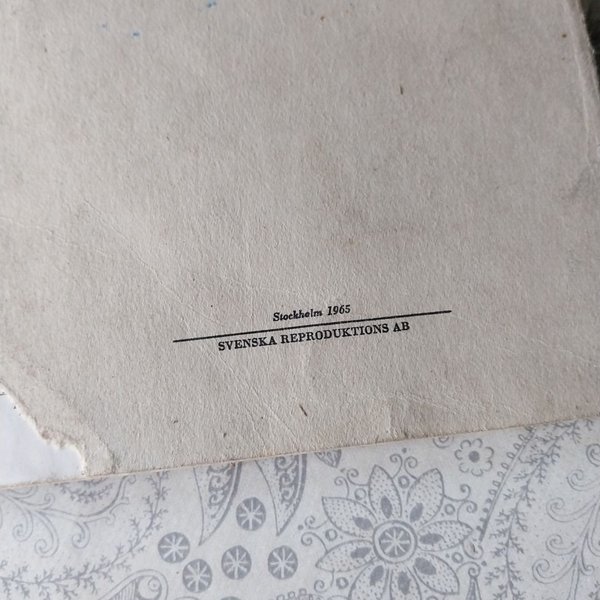 Stockholm 1965
SVENSKA REPRODUKTIONS AB